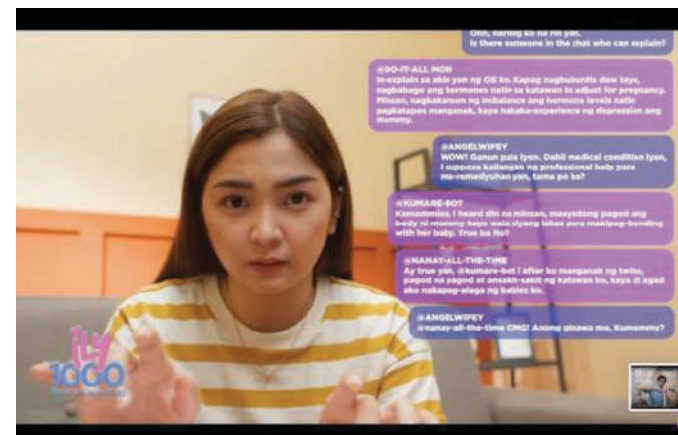 Ohh, narinig ko na rin yan.
Is there someone in the chat who can explain?
@DO-IT-ALL MOM
In-explain sa akin yan ng OB ko. Kapag nagbubuntis daw tayo,
nagbabago ang hormones natin sa katawan to adjust for pregnancy.
Minsan, nagkakaroon ng imbalance ang hormone levels natin
pagkatapos manganak, kaya nakaka-experience ng depression ang
mommy.
@ANGELWIFEY
WOW! Ganun pala iyon. Dahil medical condition iyan,
I suppose kailangan ng professional help para
ma-remedyuhan yan, tama po ba?
@KUMARE-BOT
Kumommies, I heard din na minsan, masyadong pagod ang
body ni mommy kaya wala siyang lakas para makipag-bonding
with her baby. True ba ito?
@NANAY-ALL-THE-TIME
Ay true yan, @kumare-bot! after ko manganak ng twins,
pagod na pagod at ansakit-sakit ng katawan ko, kaya di agad
ako nakapag-alaga ng babies ko.
@ANGELWIFEY
@nanay-all-the-time OMG! Anong ginawa mo, Kumommy?
ily
1000